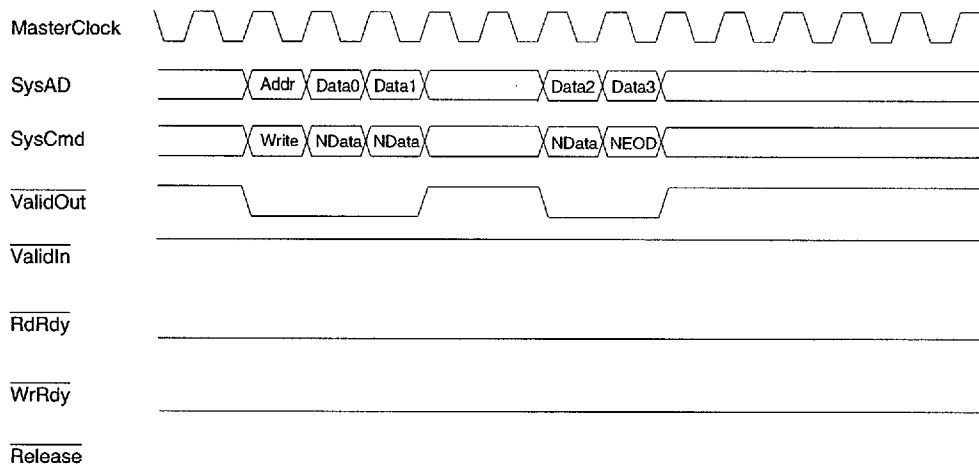 MasterClock
SysAD Addr Data0 Data1 Data2 Data3
SysCmd Write NData NData NData NEOD
ValidOut
ValidIn
RdRdy
WrRdy
Release